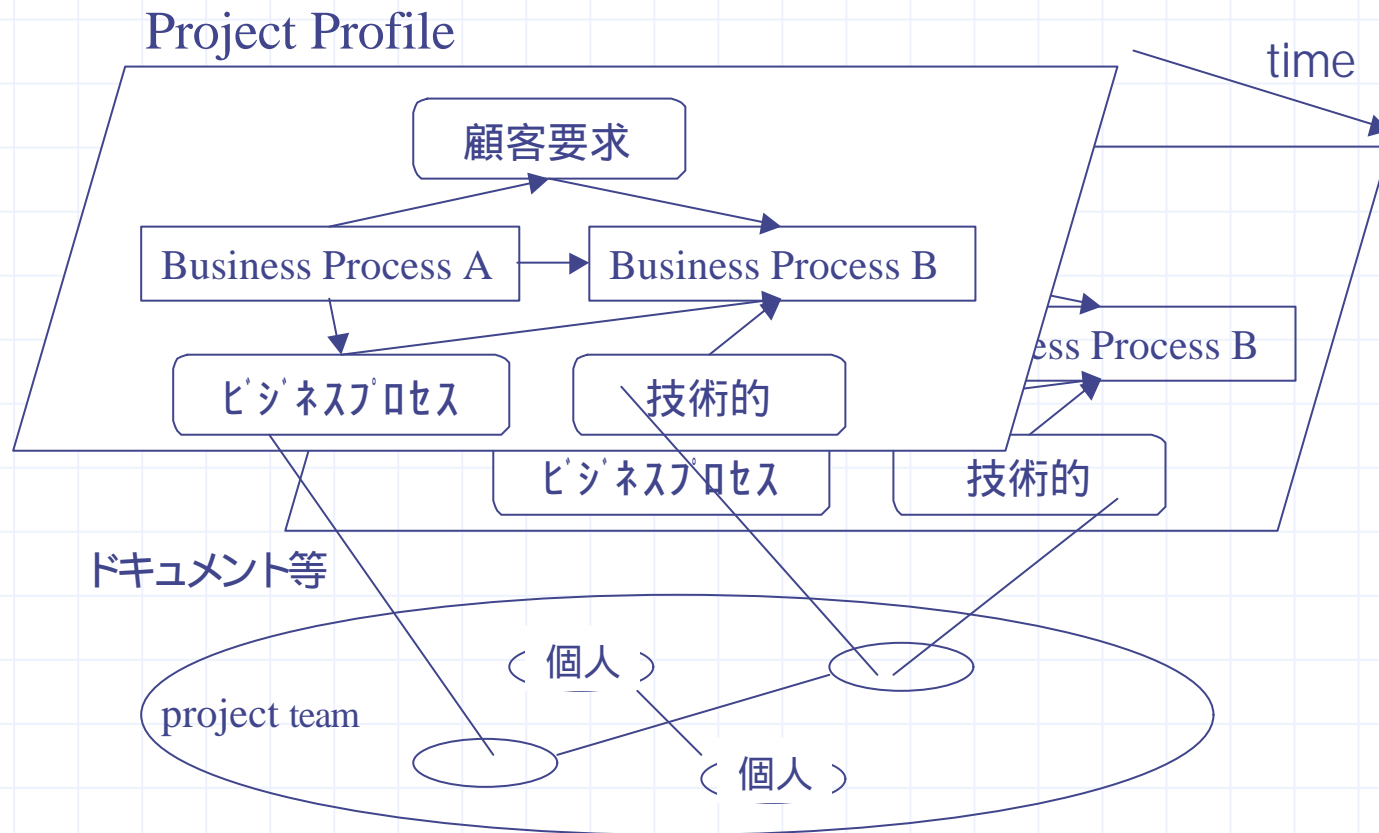 Project Profile
time
顧客要求
Business Process A
Business Process B
ess Process B
ﾋﾞｼﾞﾈｽﾌﾟﾛｾｽ
技術的
ﾋﾞｼﾞﾈｽﾌﾟﾛｾｽ
技術的
ドキュメント等
個人
project team
個人